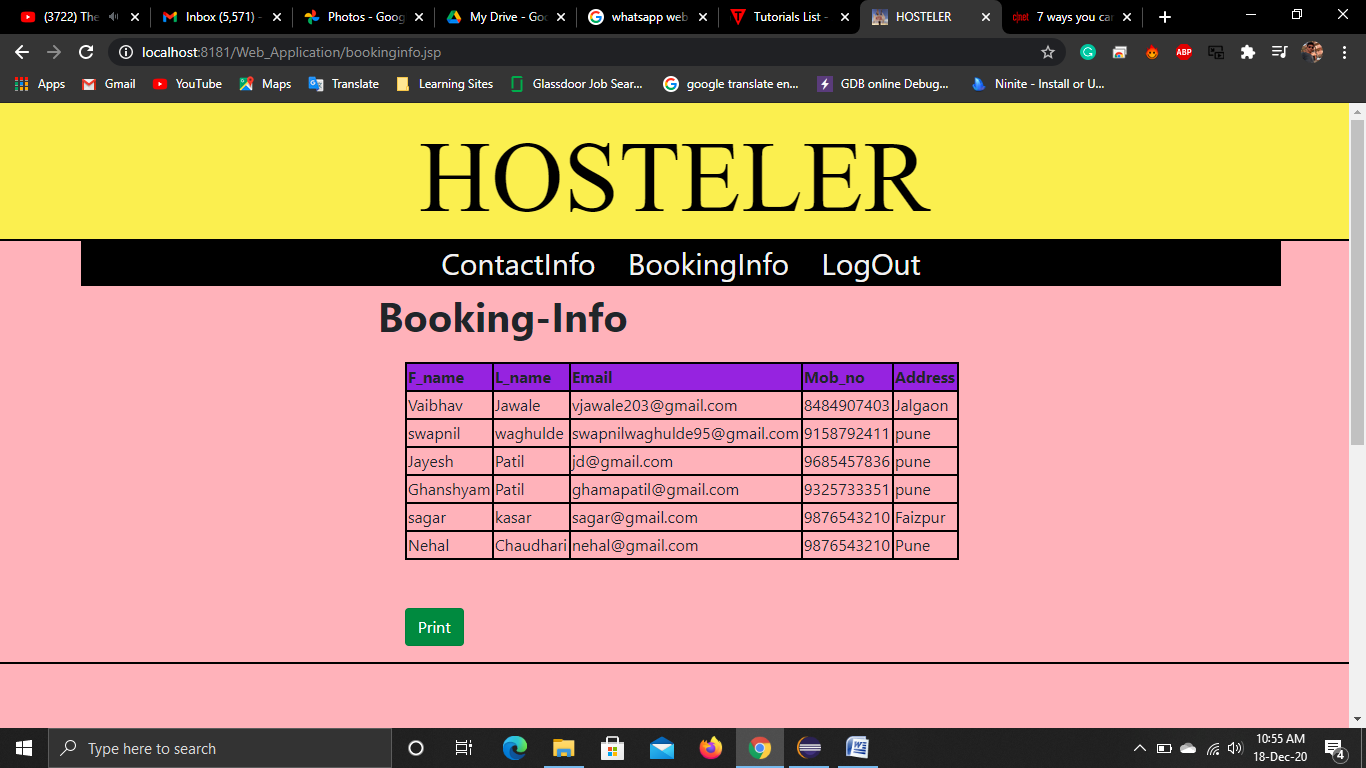 (3722) The
Inbox (5,571) -
Photos - Goog
My Drive - Goo
whatsapp web
Tutorials List -
HOSTELER
cnet 7 ways you car
localhost:8181/Web_Application/bookinginfo.jsp
ABP
Apps Gmail YouTube Maps Translate Learning Sites Glassdoor Job Sear... google translate en... GDB online Debug... Ninite - Install or U...
HOSTELER
ContactInfo BookingInfo LogOut
Booking-Info
F_name L_name Email Mob_no Address
Vaibhav Jawale vjawale203@gmail.com 8484907403 Jalgaon
swapnil waghulde swapnilwaghulde95@gmail.com 9158792411 pune
Jayesh Patil jd@gmail.com 9685457836 pune
Ghanshyam Patil ghamapatil@gmail.com 9325733351 pune
sagar kasar sagar@gmail.com 9876543210 Faizpur
Nehal Chaudhari nehal@gmail.com 9876543210 Pune
Print
Type here to search
10:55 AM
18-Dec-20
4